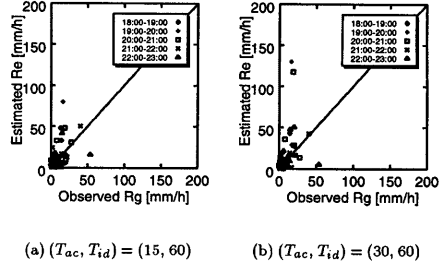 200
150
100
50
0
Estimated Re [mm/h]
18:00-19:00
19:00-20:00
20:00-21:00
21:00-22:00
22:00-23:00
0 50 100 150 200
Observed Rg [mm/h]
(a) (Tac, Tid) = (15, 60)
200
150
100
50
0
Estimated Re [mm/h]
18:00-19:00
19:00-20:00
20:00-21:00
21:00-22:00
22:00-23:00
0 50 100 150 200
Observed Rg [mm/h]
(b) (Tac, Tid) = (30, 60)